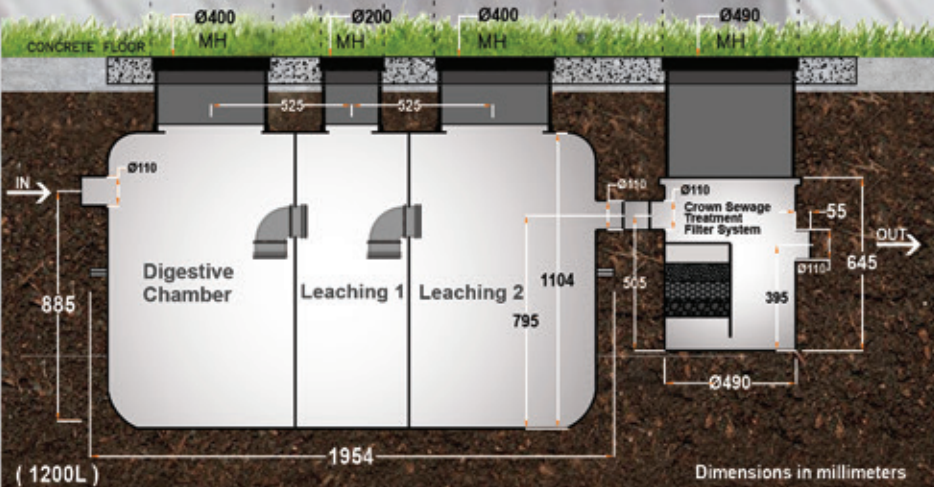 Ø400 Ø200 Ø400 Ø490
CONCRETE FLOOR MH MH MH MH
525 525
IN
Ø110
Ø110
Ø110
Crown Sewage
Treatment
Filter System
55
OUT
Ø110
645
Digestive
Chamber
Leaching 1
Leaching 2
885
1104
795
505
395
Ø490
1954
( 1200L )
Dimensions in millimeters